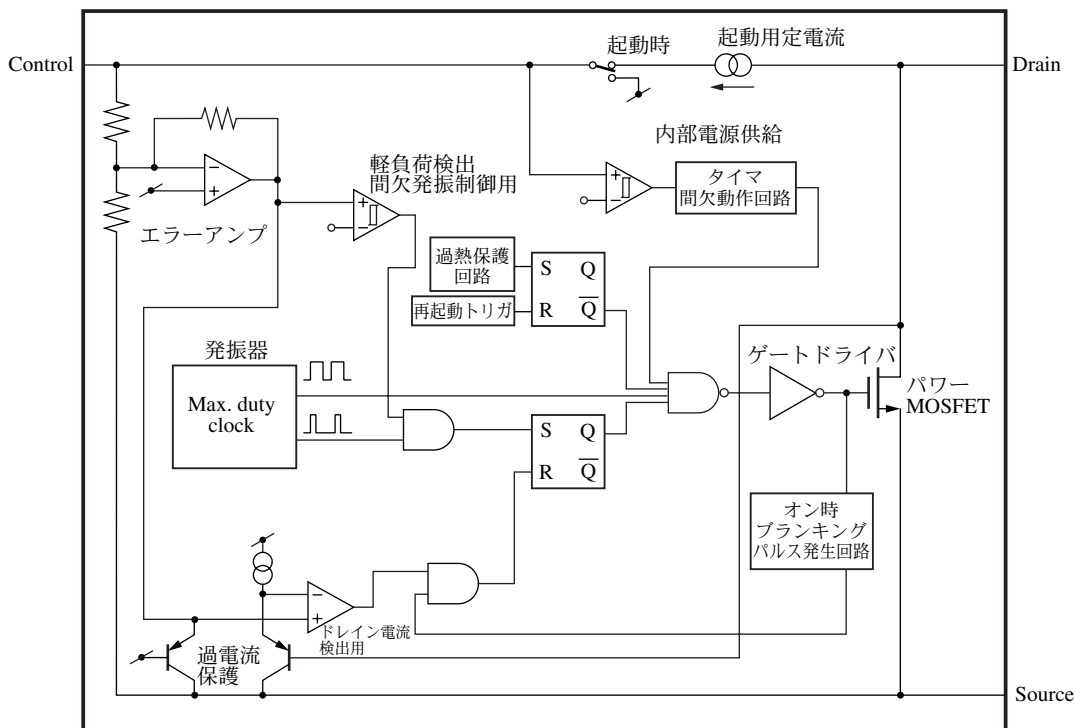 起動時
起動用定電流
Control
Drain
内部電源供給
軽負荷検出
間欠発振制御用
タイマ
間欠動作回路
エラーアンプ
過熱保護
回路
S Q
再起動トリガ
R Q
発振器
ゲートドライバ
Max. duty
clock
パワー
MOSFET
S Q
R Q
オン時
ブランキング
パルス発生回路
ドレイン電流
検出用
過電流
保護
Source